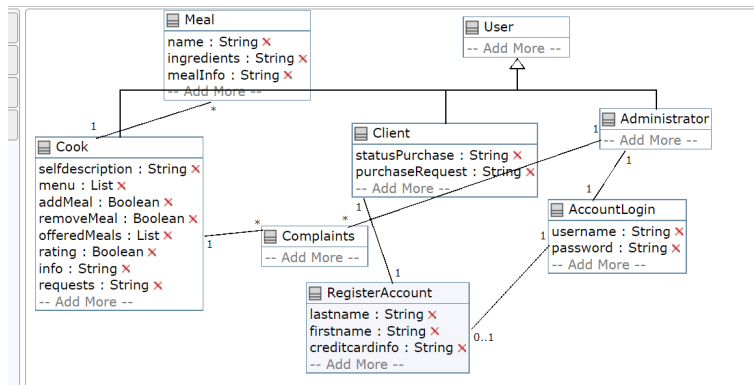 Meal
name : String
ingredients : String
mealInfo : String
-- Add More --
User
-- Add More --
1
*
Cook
selfdescription : String
menu : List
addMeal : Boolean
removeMeal : Boolean
offeredMeals : List
rating : Boolean
info : String
requests : String
-- Add More --
Client
statusPurchase : String
purchaseRequest : String
-- Add More --
1
Administrator
-- Add More --
1
1
*
*
1
Complaints
-- Add More --
1
1
AccountLogin
username : String
password : String
-- Add More --
1
1
RegisterAccount
lastname : String
firstname : String
creditcardinfo : String
-- Add More --
0..1